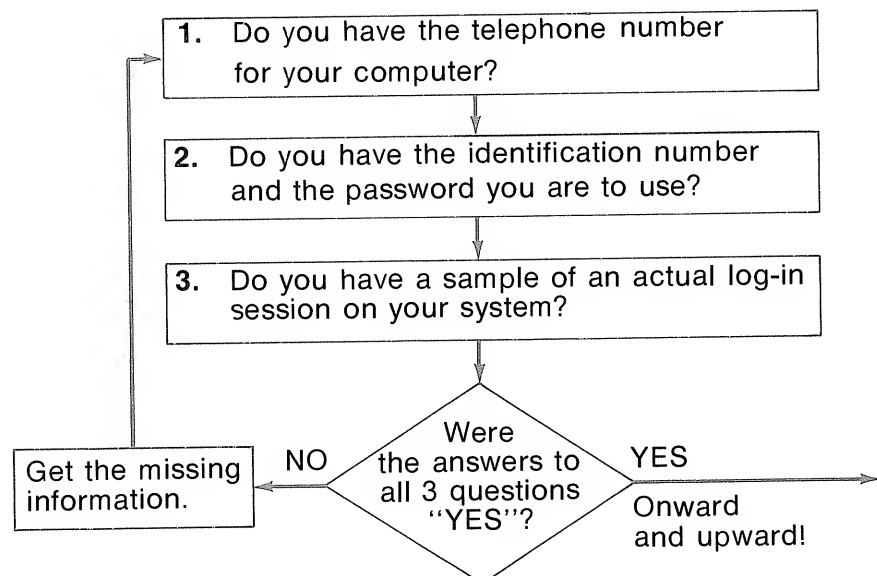 1. Do you have the telephone number
for your computer?
2. Do you have the identification number
and the password you are to use?
3. Do you have a sample of an actual log-in
session on your system?
Were
the answers to
all 3 questions
“YES”?
NO
Get the missing
information.
YES
Onward
and upward!